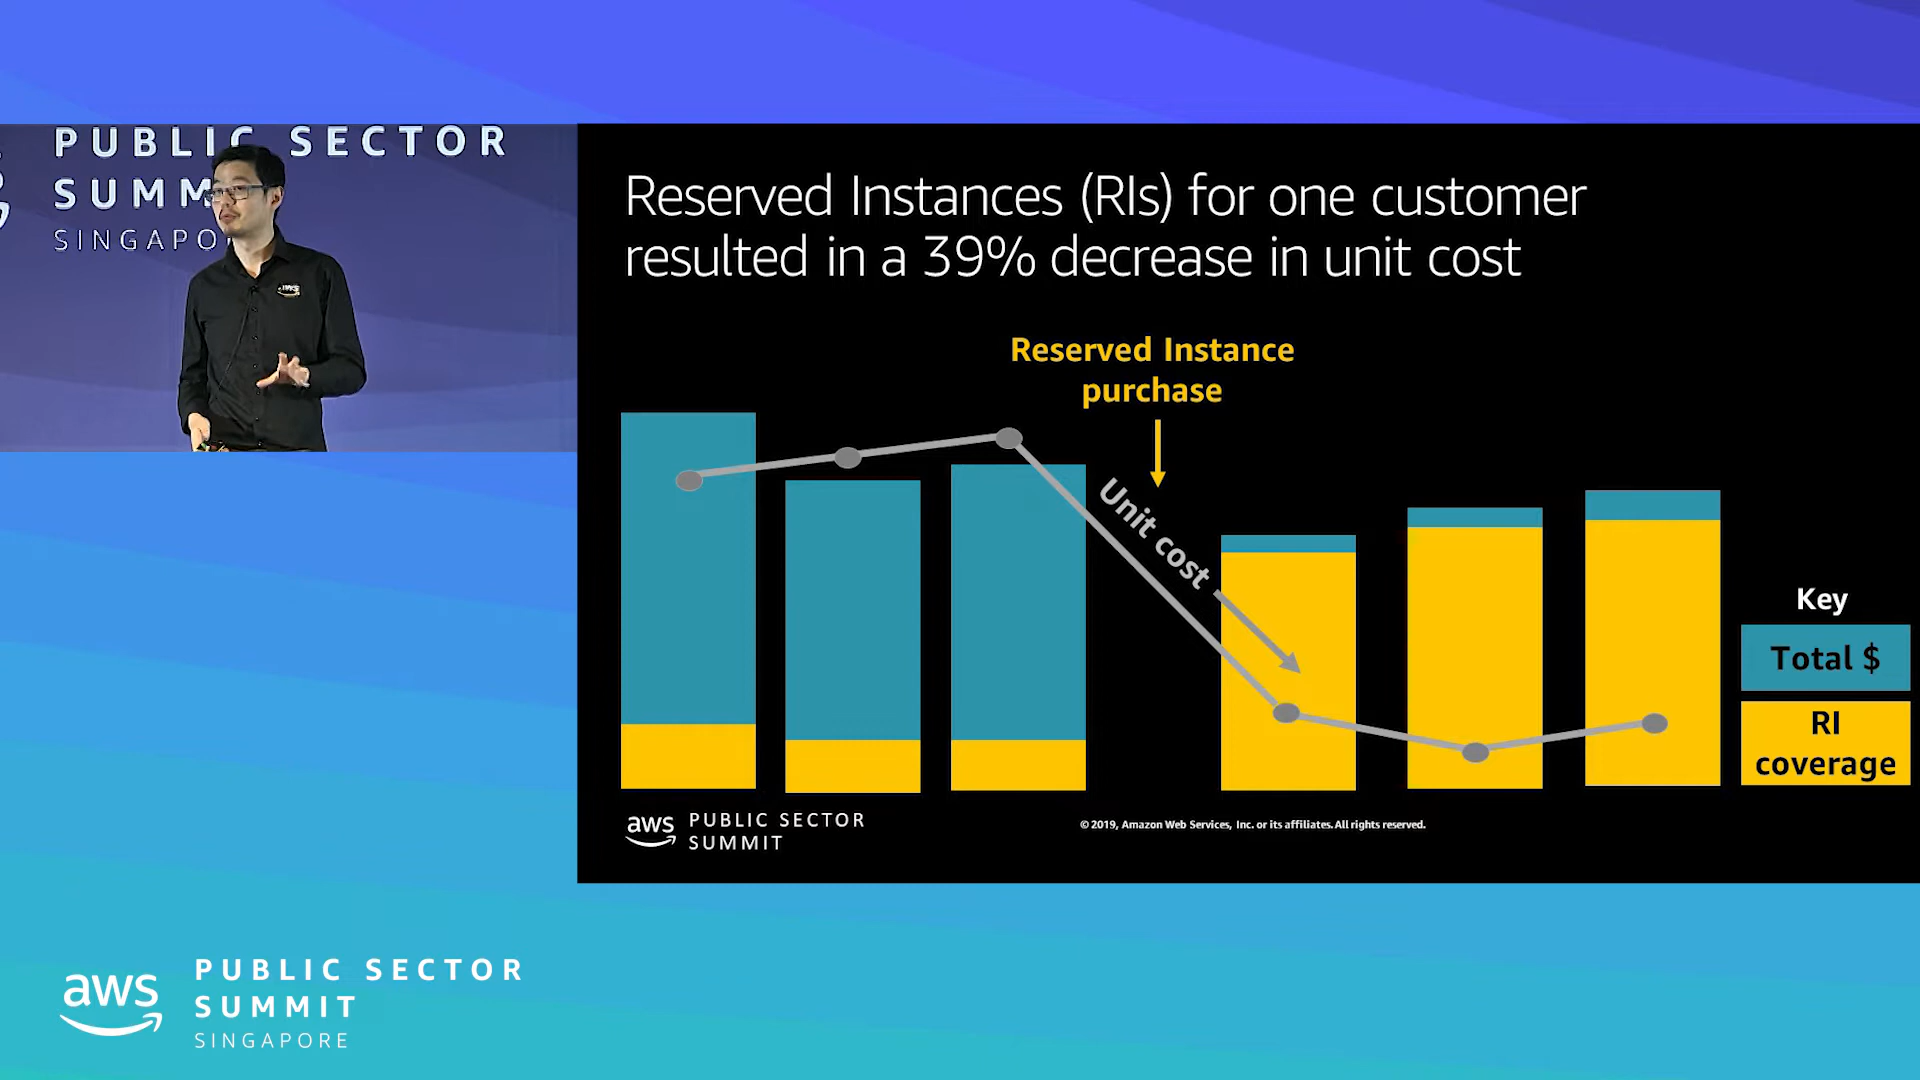 PUBLIC SECTOR
SUMM
SINGAPO
aws
Reserved Instances (RIs) for one customer
resulted in a 39% decrease in unit cost
Reserved Instance
purchase
Unit cost
Key
Total $
RI
coverage
aws
PUBLIC SECTOR
SUMMIT
© 2019, Amazon Web Services, Inc. or its affiliates. All rights reserved.
aws
PUBLIC SECTOR
SUMMIT
SINGAPORE